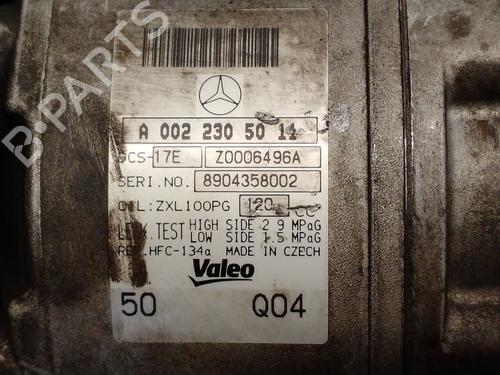 B-PARTS
A 002 230 50 11
DCS-17E Z0006496A
SERI.NO. 8904358002
OIL:ZXL100PG 120 CC
LEAK.TEST HIGH SIDE 2.9 MPaG
LOW SIDE 1.5 MPaG
REF.HFC-134a MADE IN CZECH
Valeo
50 Q04